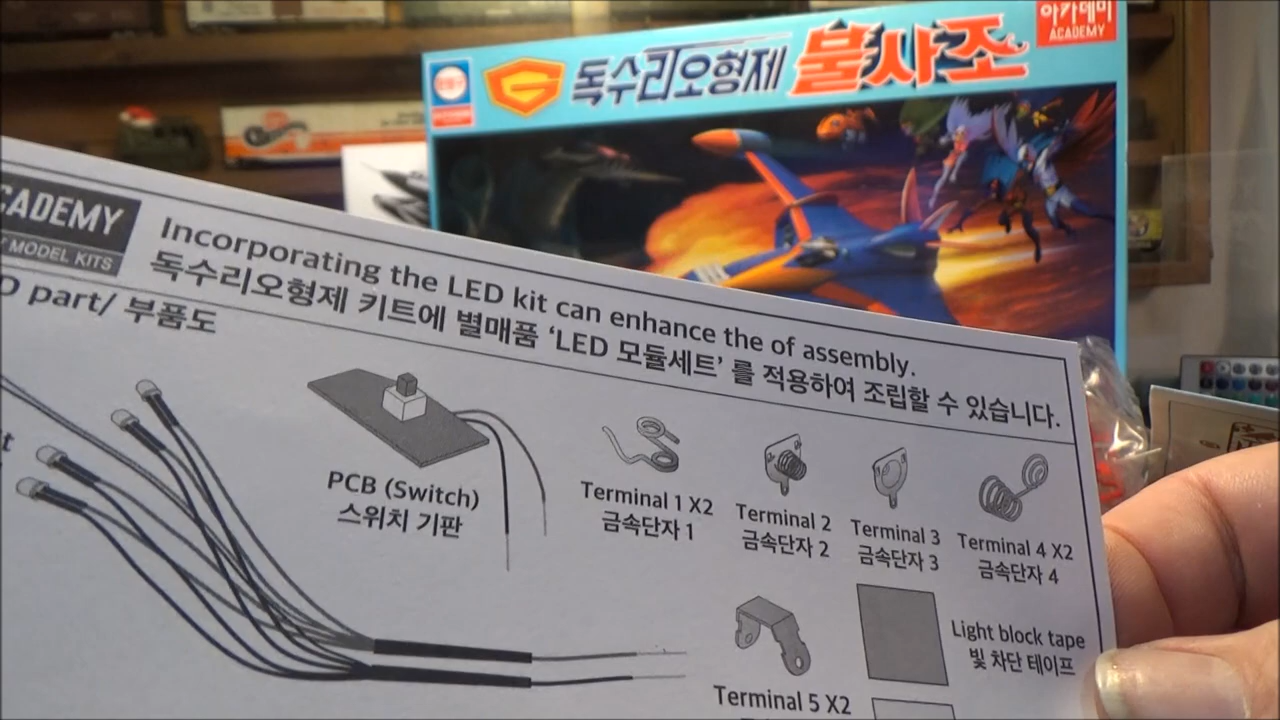 아카데미
ACADEMY
G 독수리오형제 불사조
CADEMY
MODEL KITS
Incorporating the LED kit can enhance the of assembly.
독수리오형제 키트에 별매품 ‘LED 모듈세트’ 를 적용하여 조립할 수 있습니다.
D part/ 부품도
PCB (Switch)
스위치 기판
Terminal 1 X2
금속단자 1
Terminal 2
금속단자 2
Terminal 3
금속단자 3
Terminal 4 X2
금속단자 4
Light block tape
빛 차단 테이프
Terminal 5 X2